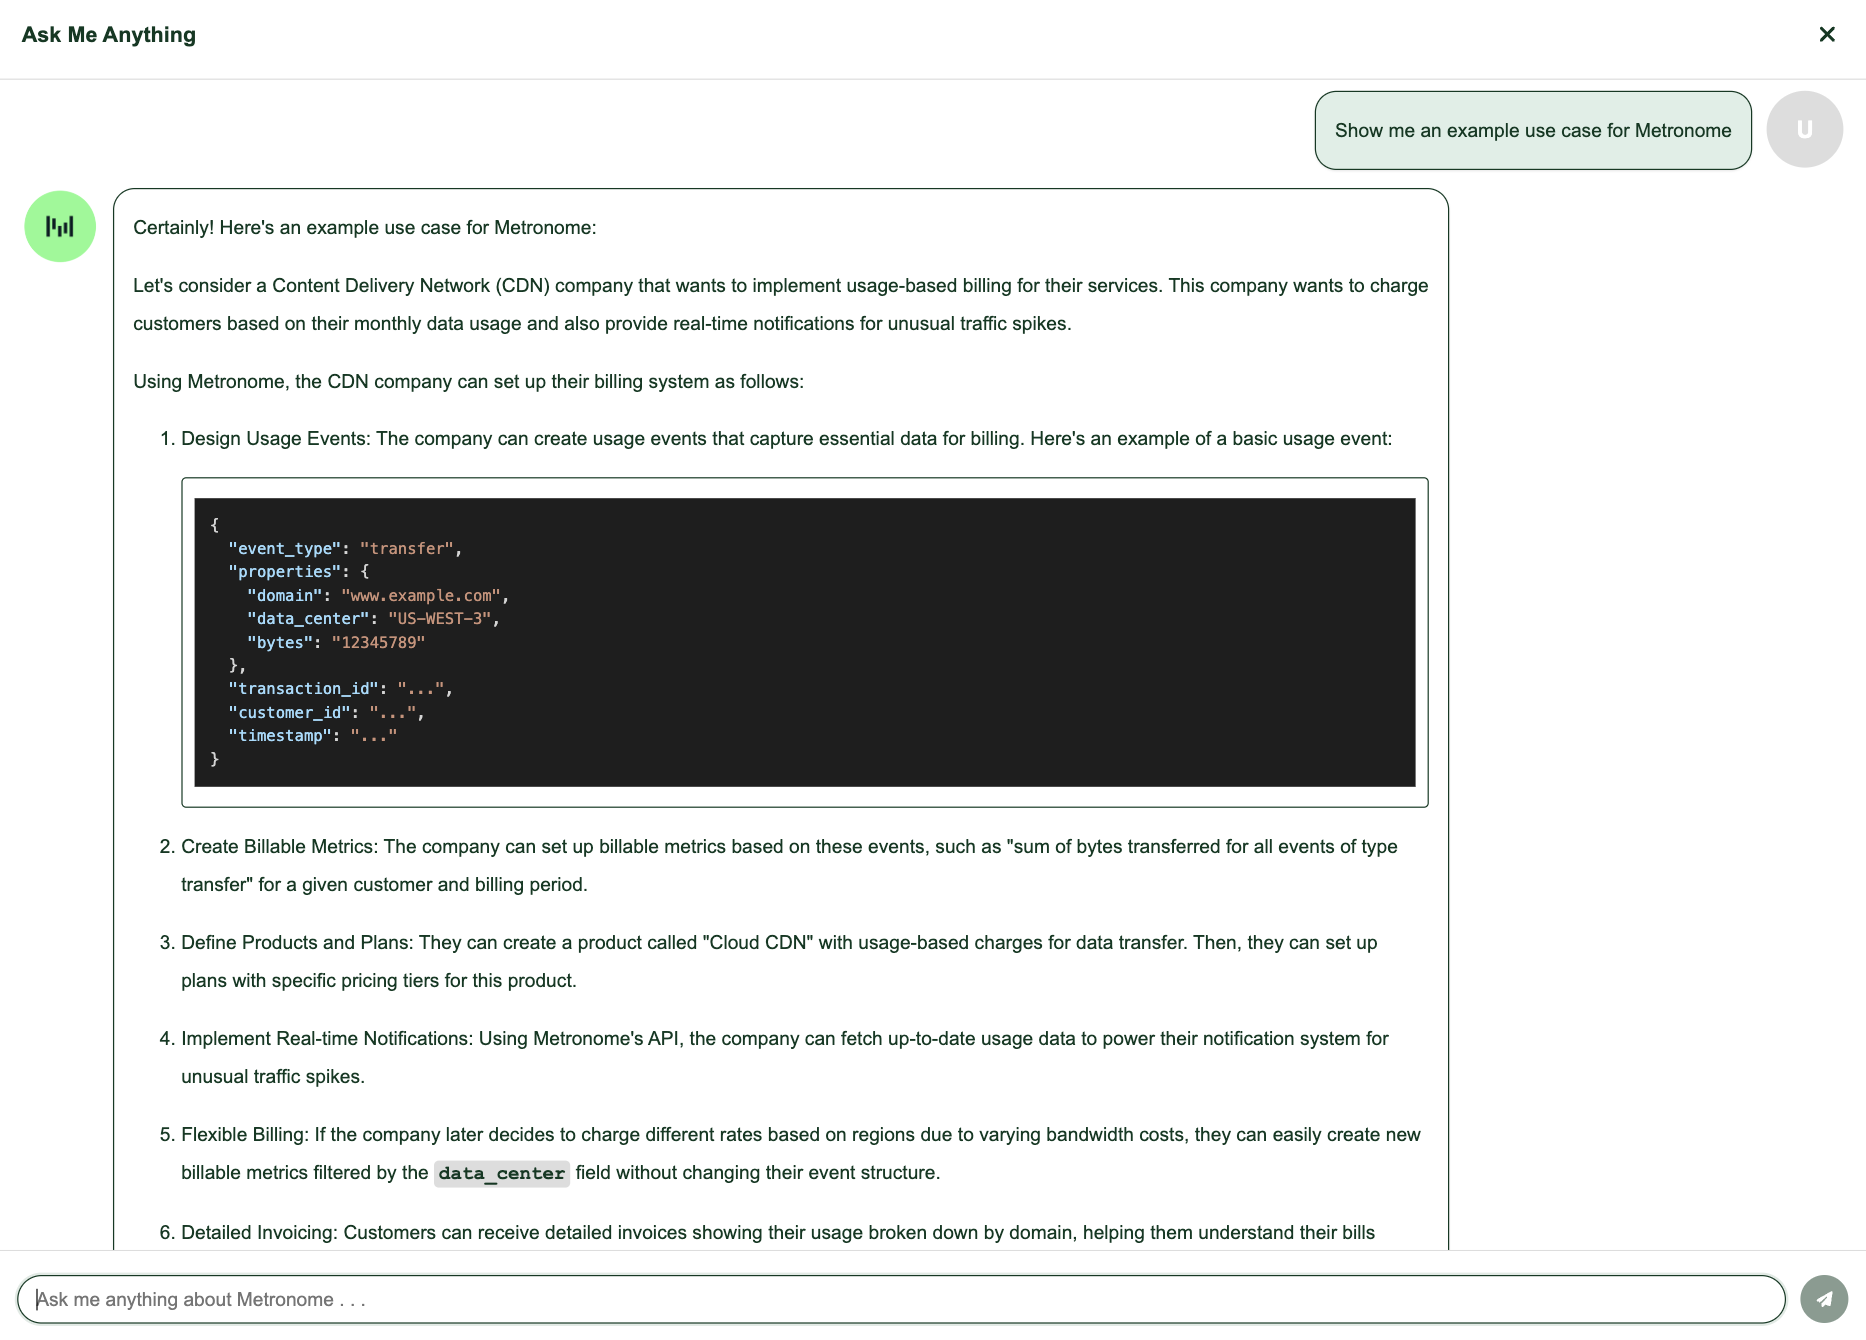 Ask Me Anything
Show me an example use case for Metronome
U
Certainly! Here's an example use case for Metronome:
Let's consider a Content Delivery Network (CDN) company that wants to implement usage-based billing for their services. This company wants to charge
customers based on their monthly data usage and also provide real-time notifications for unusual traffic spikes.
Using Metronome, the CDN company can set up their billing system as follows:
1. Design Usage Events: The company can create usage events that capture essential data for billing. Here's an example of a basic usage event:
{
  "event_type": "transfer",
  "properties": {
    "domain": "www.example.com",
    "data_center": "US-WEST-3",
    "bytes": "12345789"
  },
  "transaction_id": "...",
  "customer_id": "...",
  "timestamp": "..."
}
2. Create Billable Metrics: The company can set up billable metrics based on these events, such as "sum of bytes transferred for all events of type
transfer" for a given customer and billing period.
3. Define Products and Plans: They can create a product called "Cloud CDN" with usage-based charges for data transfer. Then, they can set up
plans with specific pricing tiers for this product.
4. Implement Real-time Notifications: Using Metronome's API, the company can fetch up-to-date usage data to power their notification system for
unusual traffic spikes.
5. Flexible Billing: If the company later decides to charge different rates based on regions due to varying bandwidth costs, they can easily create new
billable metrics filtered by the data_center field without changing their event structure.
6. Detailed Invoicing: Customers can receive detailed invoices showing their usage broken down by domain, helping them understand their bills
Ask me anything about Metronome . . .